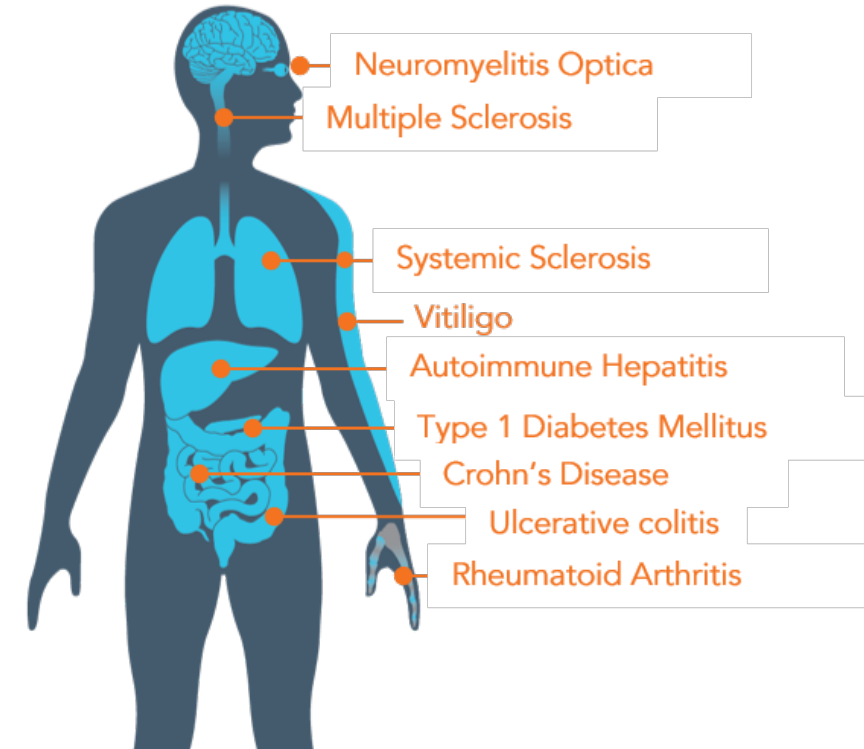 Neuromyelitis Optica
Multiple Sclerosis
Systemic Sclerosis
Vitiligo
Autoimmune Hepatitis
Type 1 Diabetes Mellitus
Crohn's Disease
Ulcerative colitis
Rheumatoid Arthritis